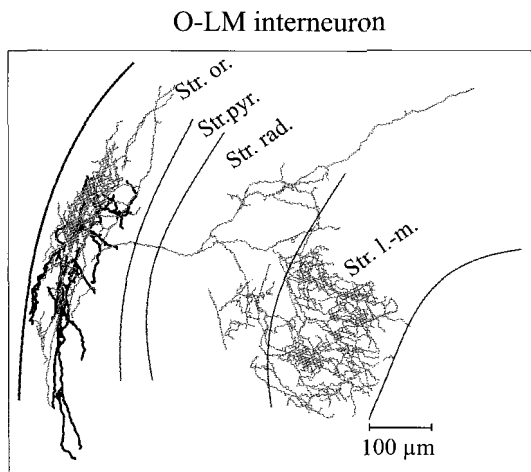 O-LM interneuron
Str. or.
Str.pyr.
Str. rad.
Str. l.-m.
100 µm